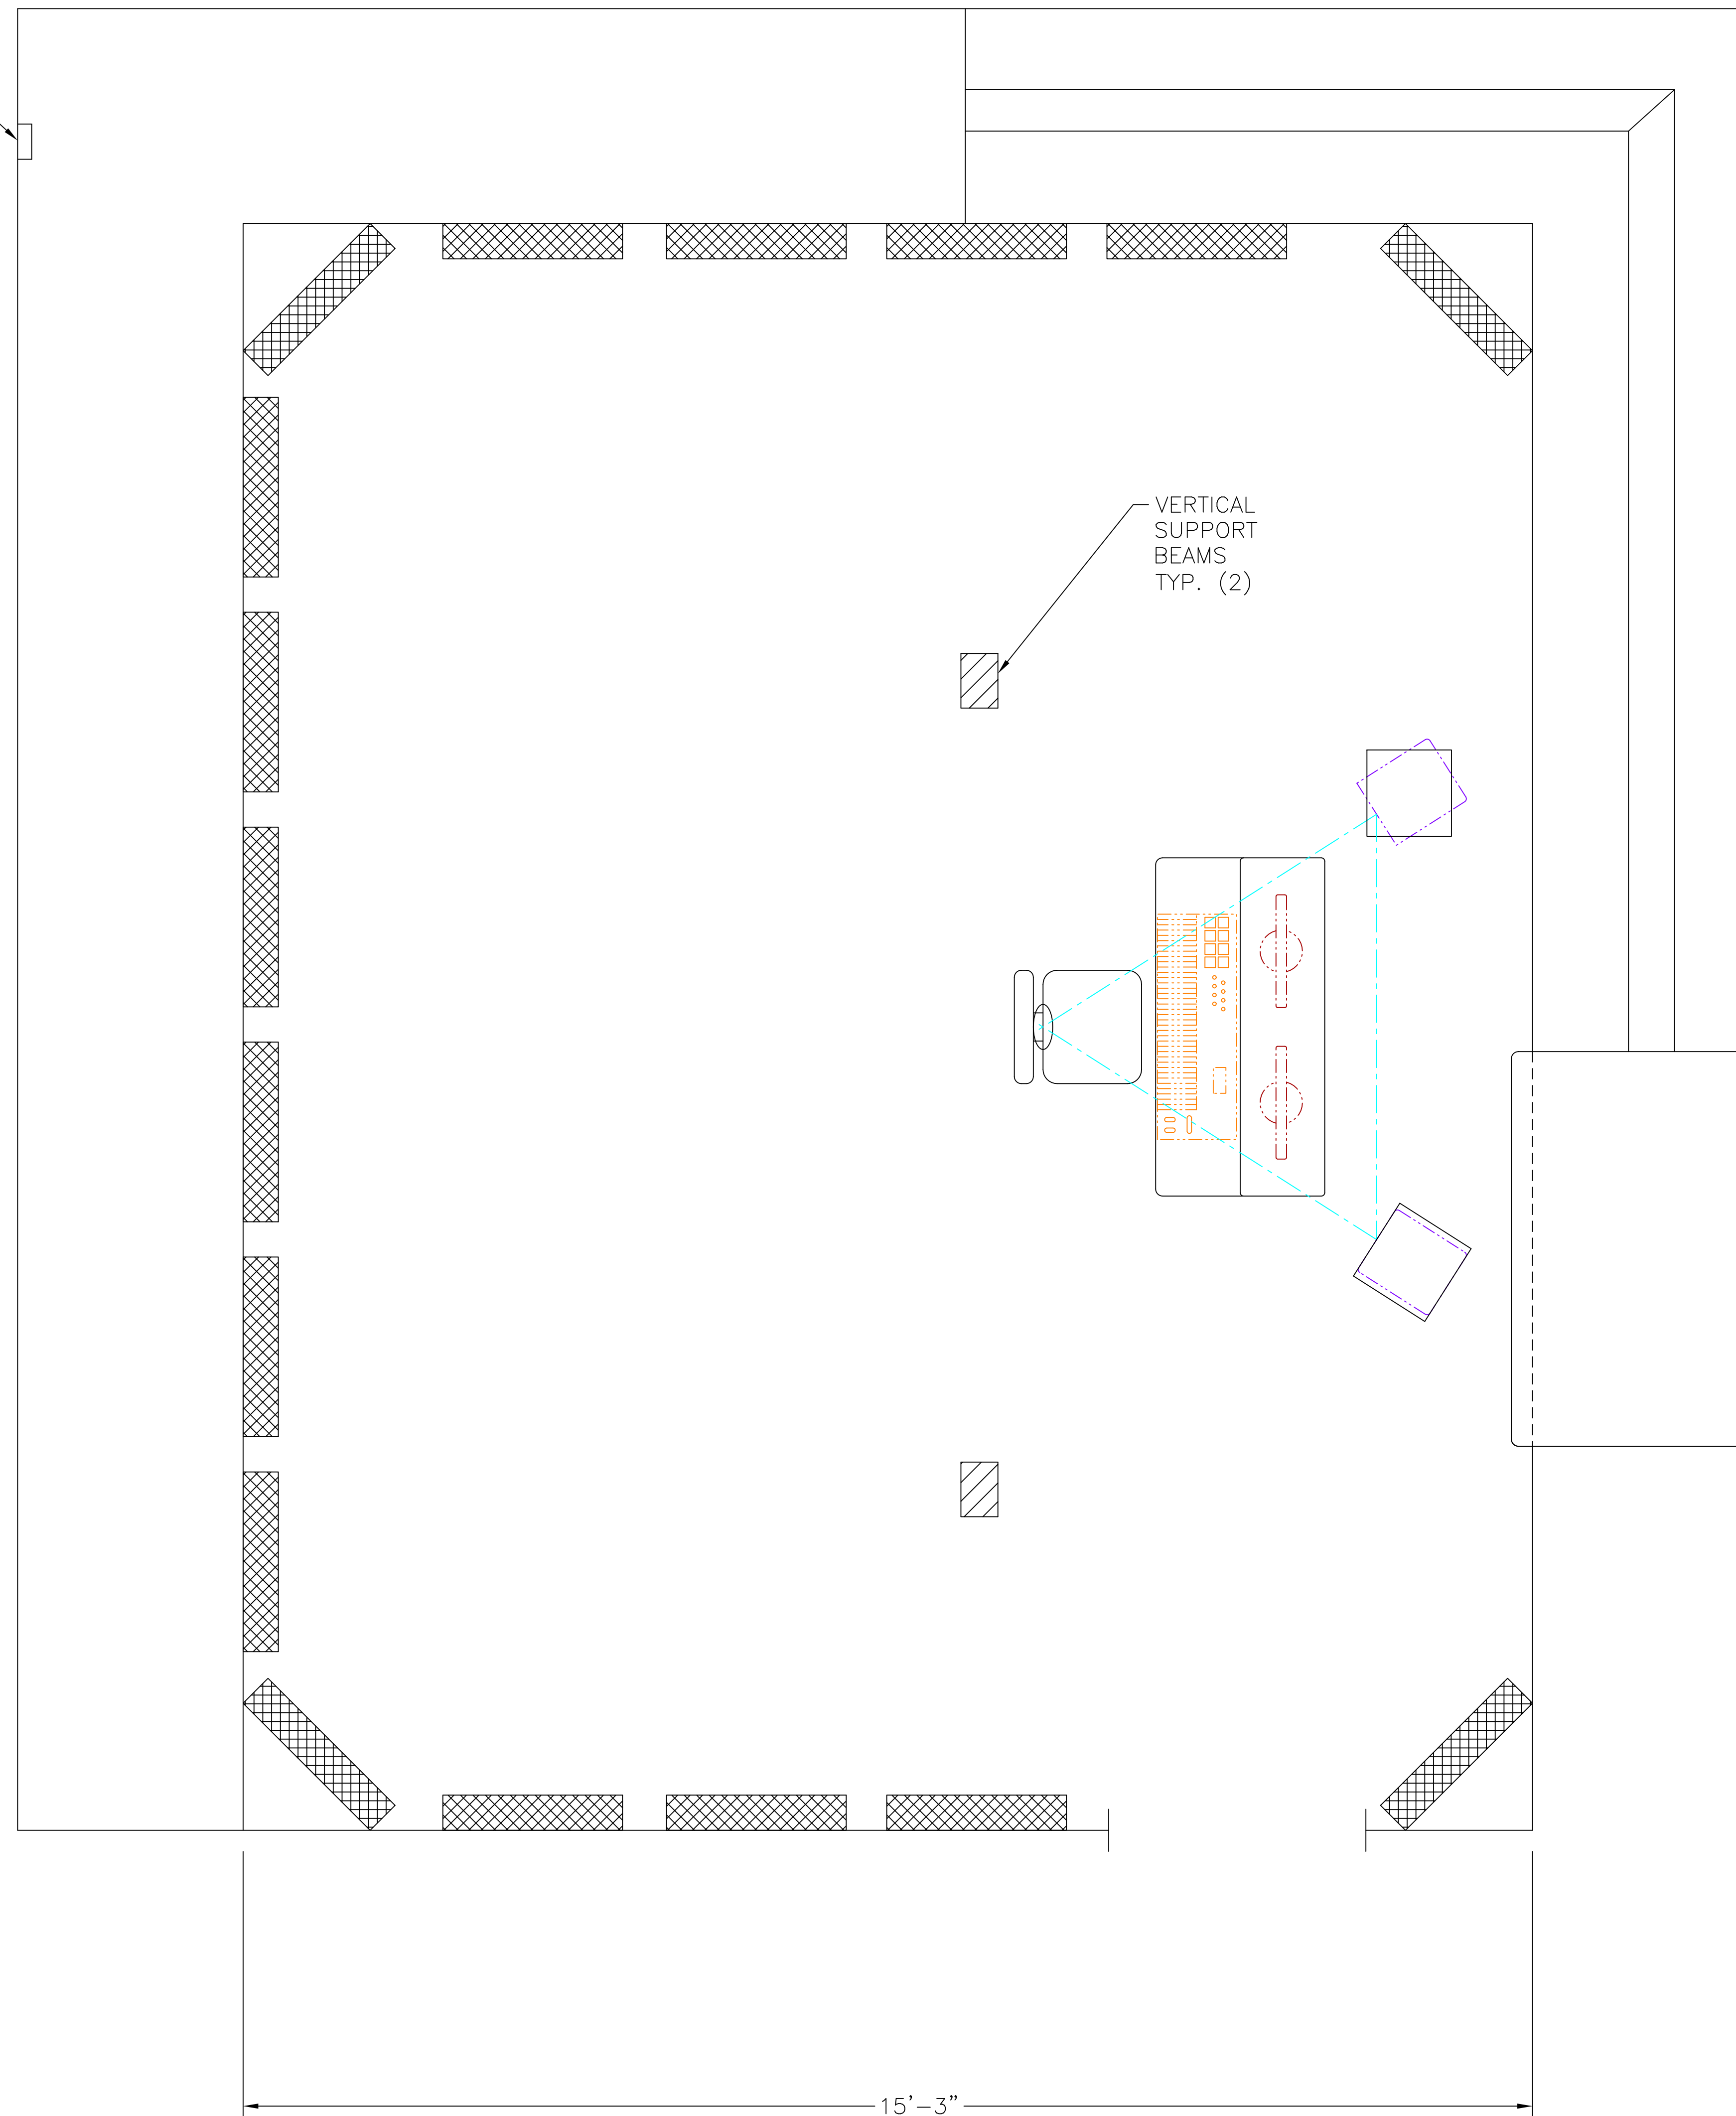 VERTICAL
SUPPORT
BEAMS
TYP. (2)
15'-3"